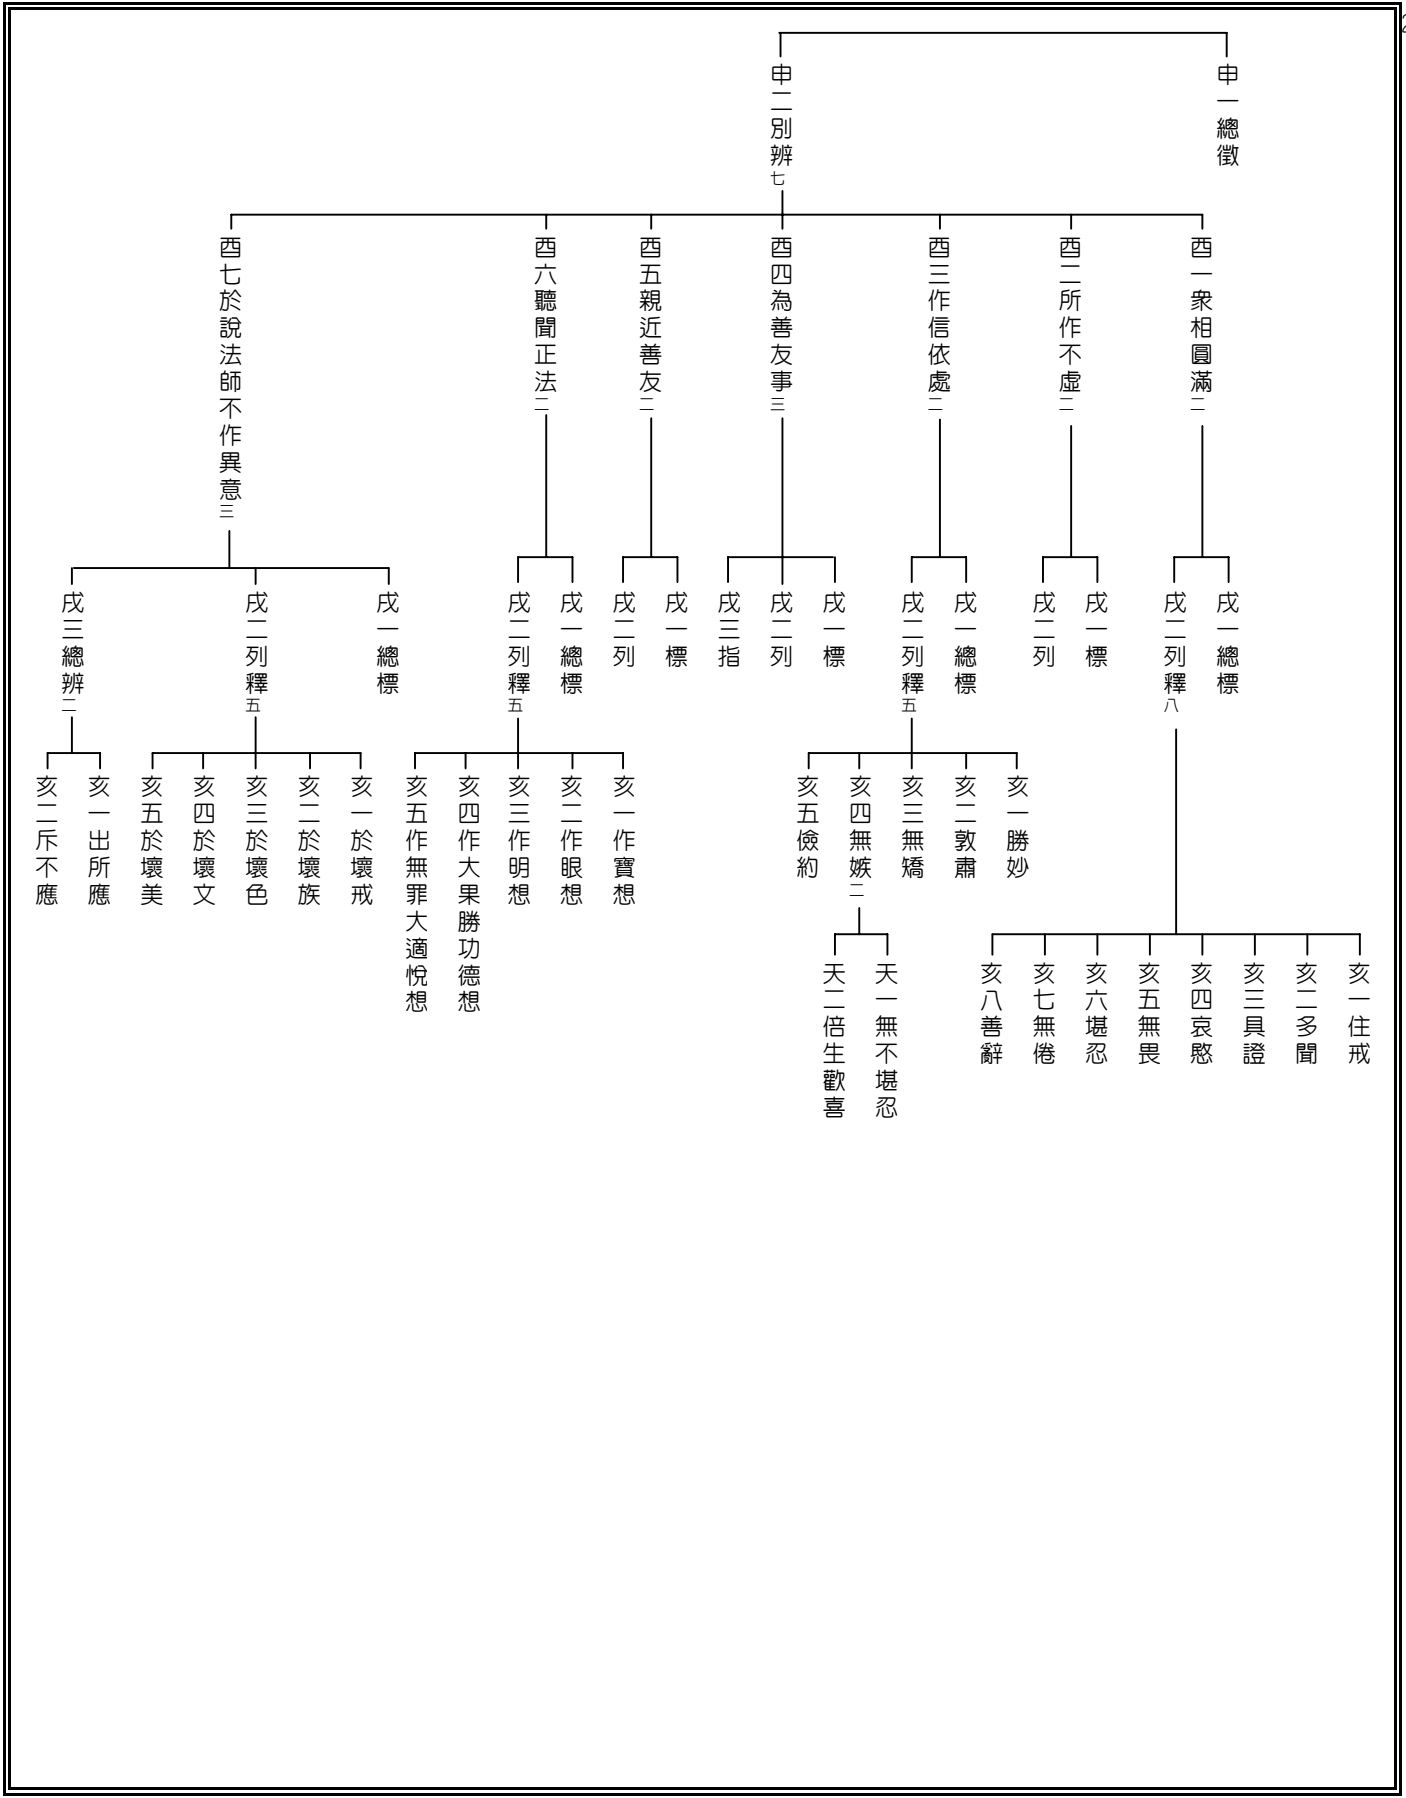 申一總徵
申二別辨七
酉一衆相圓滿二
酉二所作不虛二
酉三作信依處二
酉四為善友事三
酉五親近善友二
酉六聽聞正法二
酉七於說法師不作異意三
戌一總標
戌二列釋八
戌一標
戌二列
戌一總標
戌二列釋五
戌一標
戌二列
戌三指
戌一標
戌二列
戌一總標
戌二列釋五
戌一總標
戌二列釋五
戌三總辨二
亥一勝妙
亥二敦肅
亥三無矯
亥四無嫉二
亥五儉約
亥一作寶想
亥二作眼想
亥三作明想
亥四作大果勝功德想
亥五作無罪大適悅想
亥一於壞戒
亥二於壞族
亥三於壞色
亥四於壞文
亥五於壞美
亥一出所應
亥二斥不應
亥一住戒
亥二多聞
亥三具證
亥四哀愍
亥五無畏
亥六堪忍
亥七無倦
亥八善辭
天一無不堪忍
天二倍生歡喜